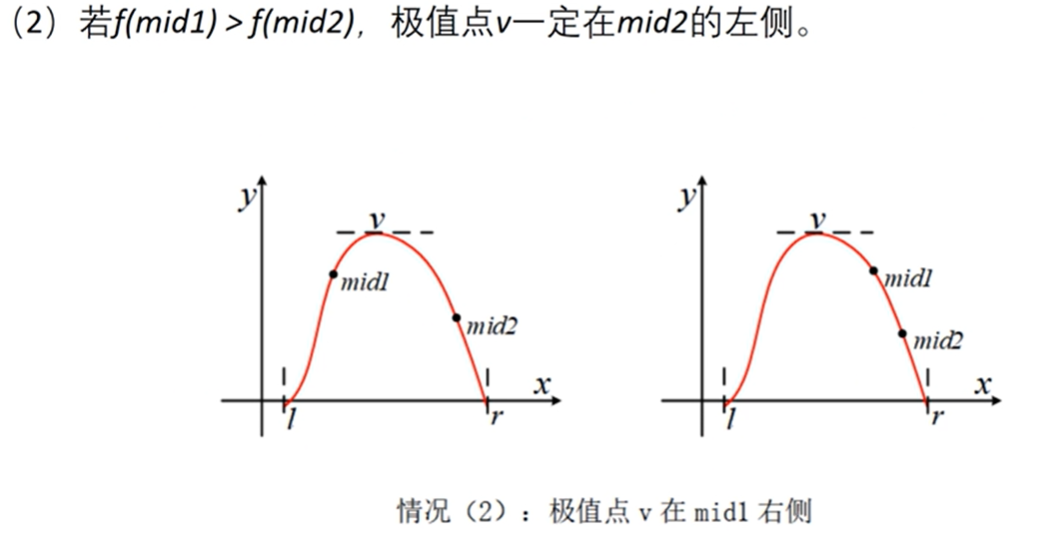 (2) 若f(mid1) > f(mid2)，极值点v一定在mid2的左侧。
y
v
mid1
mid2
x
l
r
y
v
mid1
mid2
x
l
r
情况（2）：极值点 v 在 mid1 右侧